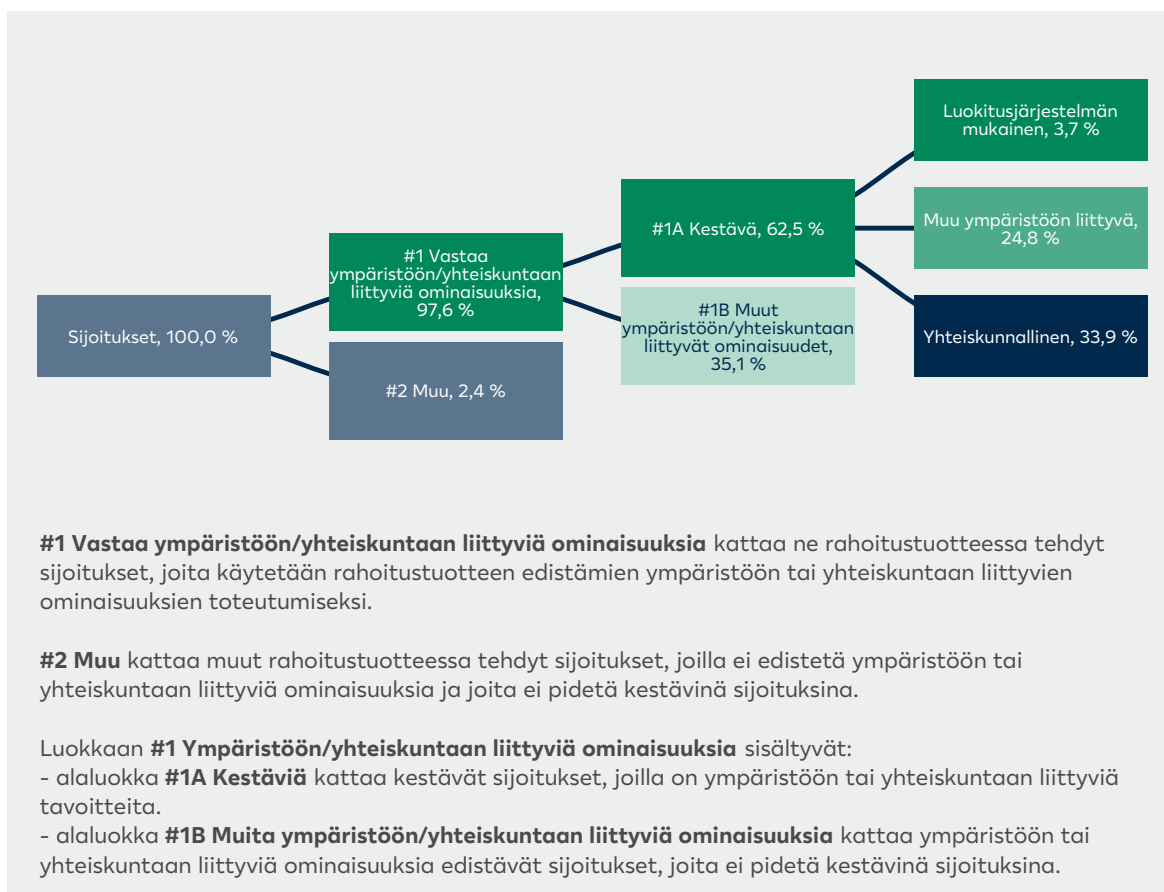 Luokitusjärjestelmän
mukainen, 3,7 %
#1A Kestävä, 62,5 %
Muu ympäristöön liittyvä,
24,8 %
#1 Vastaa
ympäristöön/yhteiskuntaan
liittyviä ominaisuuksia,
97,6 %
Sijoitukset, 100,0 %
#1B Muut
ympäristöön/yhteiskuntaan
liittyvät ominaisuudet,
35,1 %
Yhteiskunnallinen, 33,9 %
#2 Muu, 2,4 %
#1 Vastaa ympäristöön/yhteiskuntaan liittyviä ominaisuuksia kattaa ne rahoitustuotteessa tehdyt
sijoitukset, joita käytetään rahoitustuotteen edistämien ympäristöön tai yhteiskuntaan liittyvien
ominaisuuksien toteutumiseksi.
#2 Muu kattaa muut rahoitustuotteessa tehdyt sijoitukset, joilla ei edistetä ympäristöön tai
yhteiskuntaan liittyviä ominaisuuksia ja joita ei pidetä kestävinä sijoituksina.
Luokkaan #1 Ympäristöön/yhteiskuntaan liittyviä ominaisuuksia sisältyvät:
- alaluokka #1A Kestäviä kattaa kestävät sijoitukset, joilla on ympäristöön tai yhteiskuntaan liittyviä
tavoitteita.
- alaluokka #1B Muita ympäristöön/yhteiskuntaan liittyviä ominaisuuksia kattaa ympäristöön tai
yhteiskuntaan liittyviä ominaisuuksia edistävät sijoitukset, joita ei pidetä kestävinä sijoituksina.